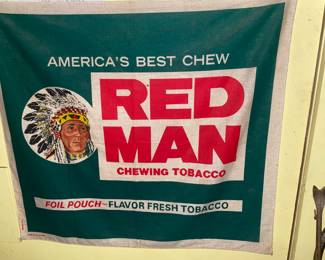 AMERICA'S BEST CHEW
RED
MAN
CHEWING TOBACCO
FOIL POUCH~FLAVOR FRESH TOBACCO